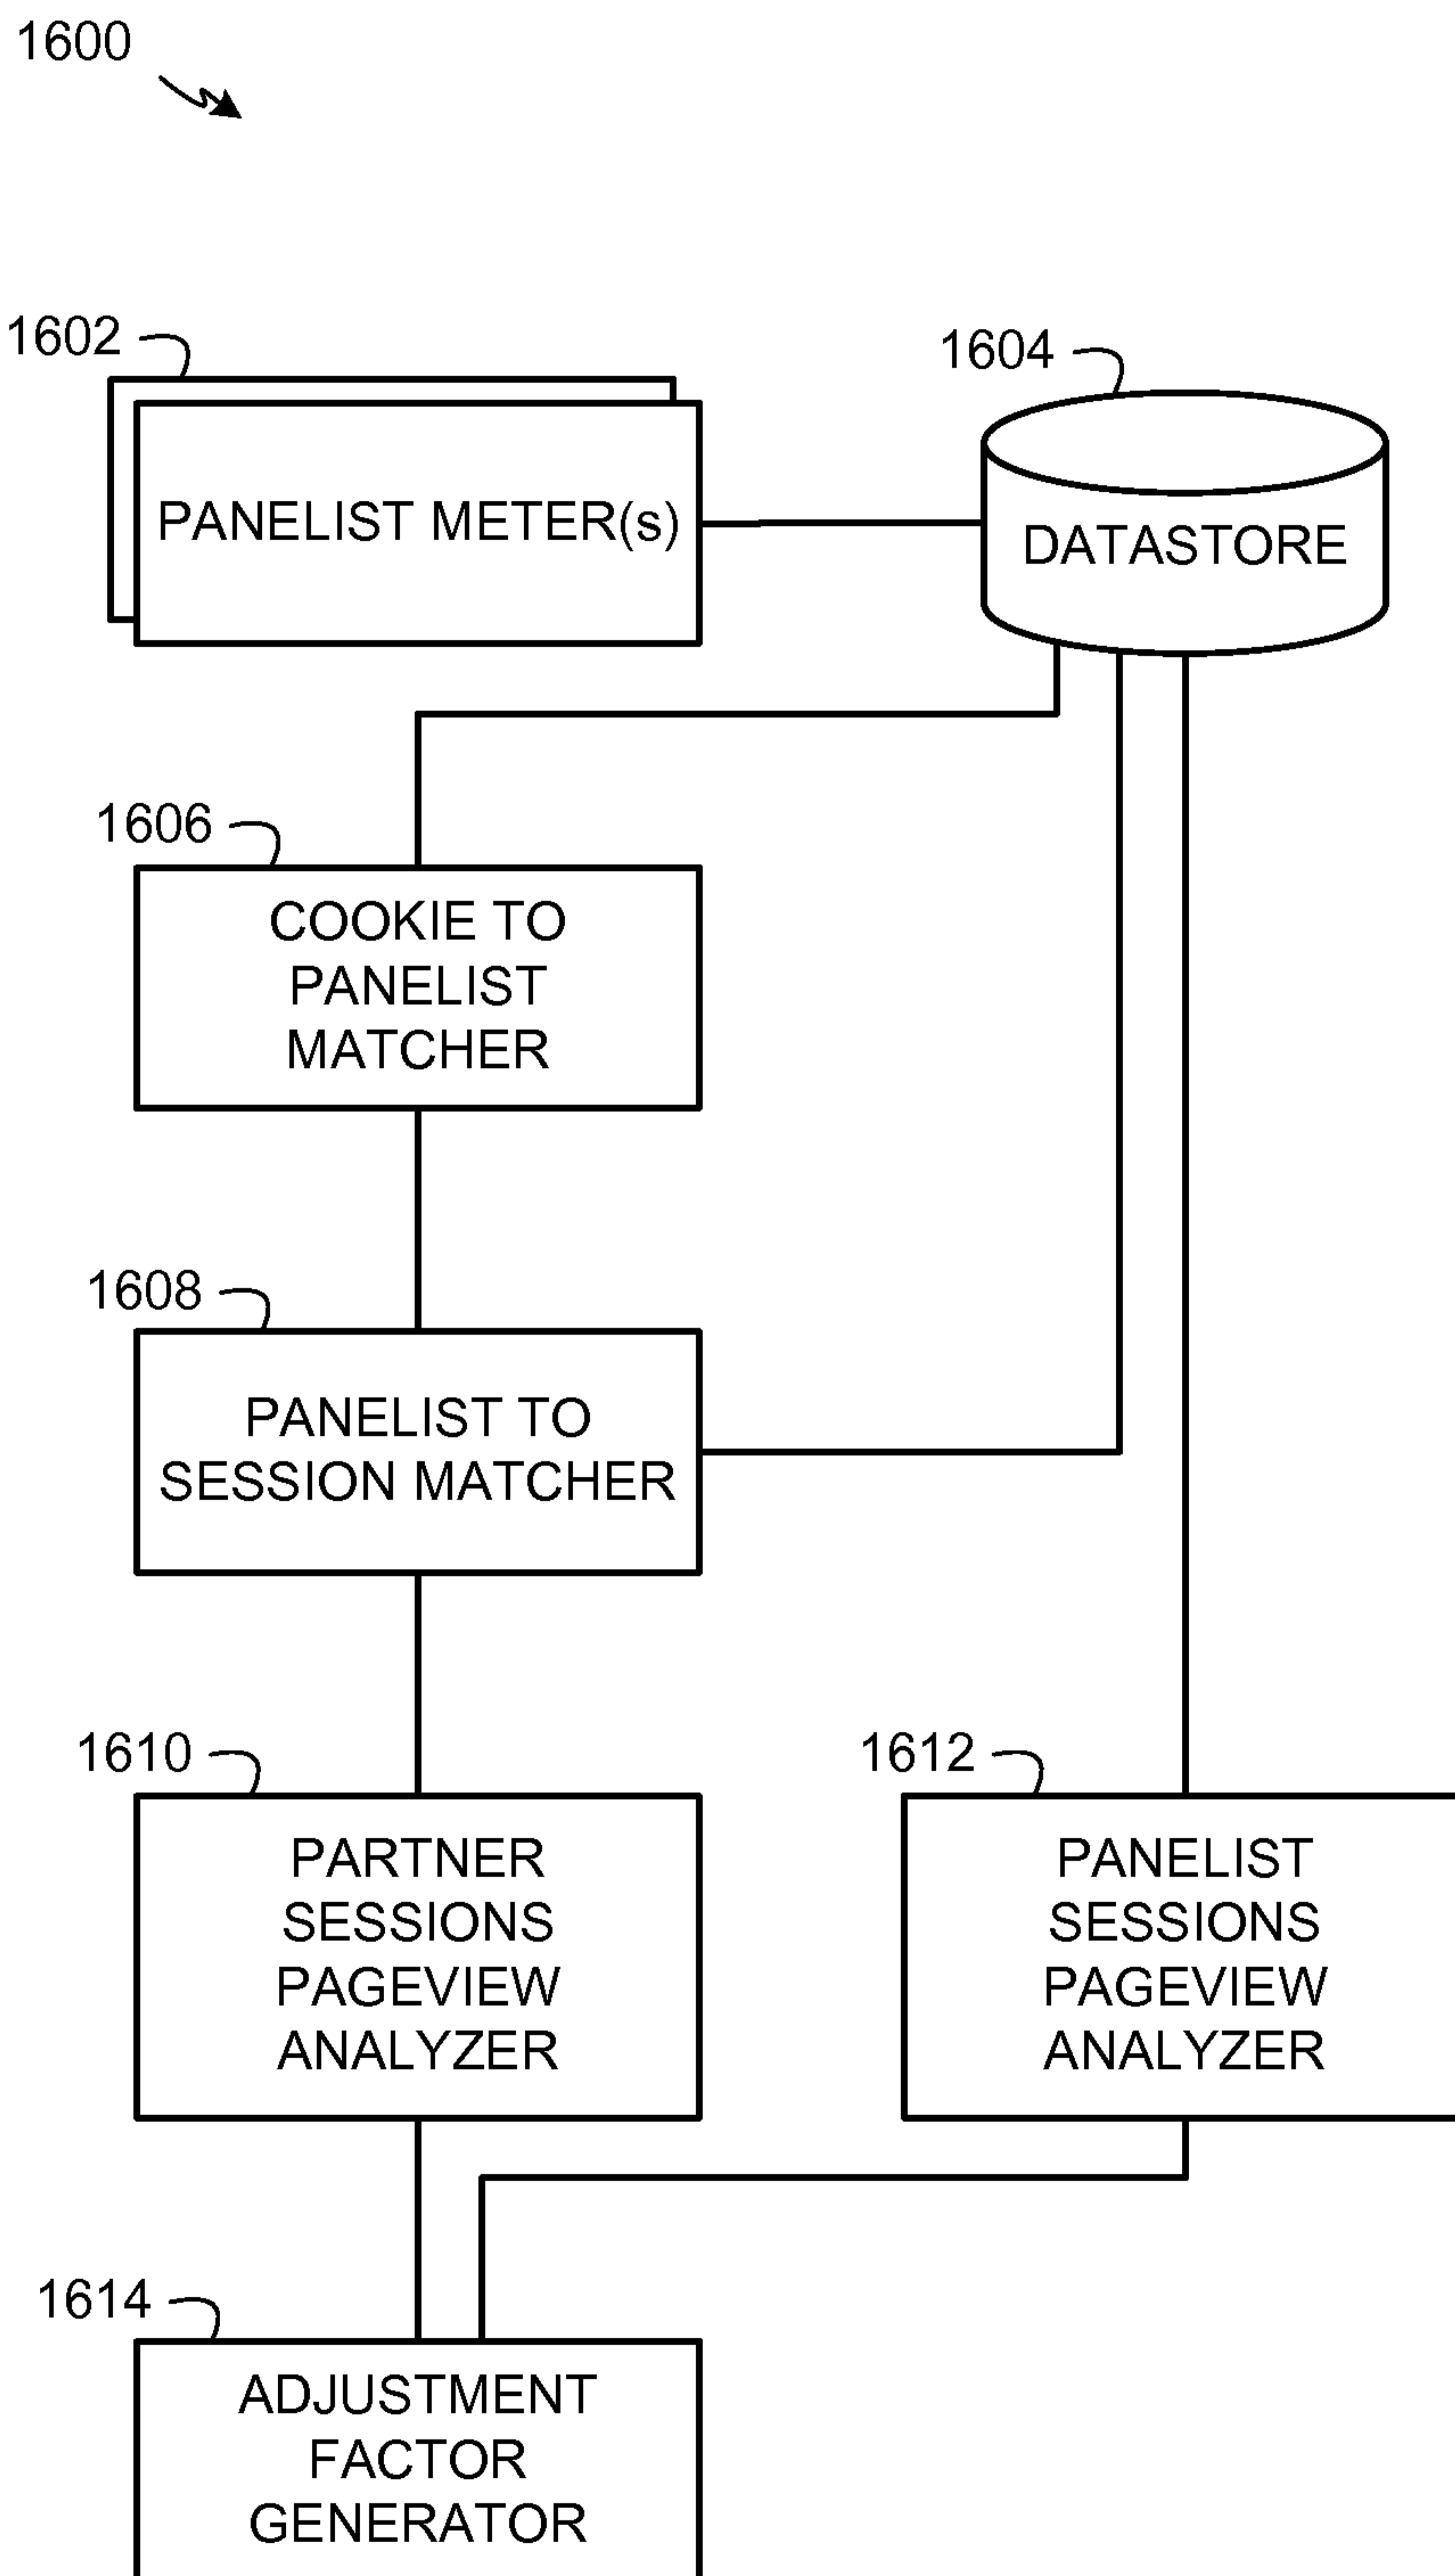 1600
1602
PANELIST METER(s)
1604
DATASTORE
1606
COOKIE TO
PANELIST
MATCHER
1608
PANELIST TO
SESSION MATCHER
1610
PARTNER
SESSIONS
PAGEVIEW
ANALYZER
1612
PANELIST
SESSIONS
PAGEVIEW
ANALYZER
1614
ADJUSTMENT
FACTOR
GENERATOR